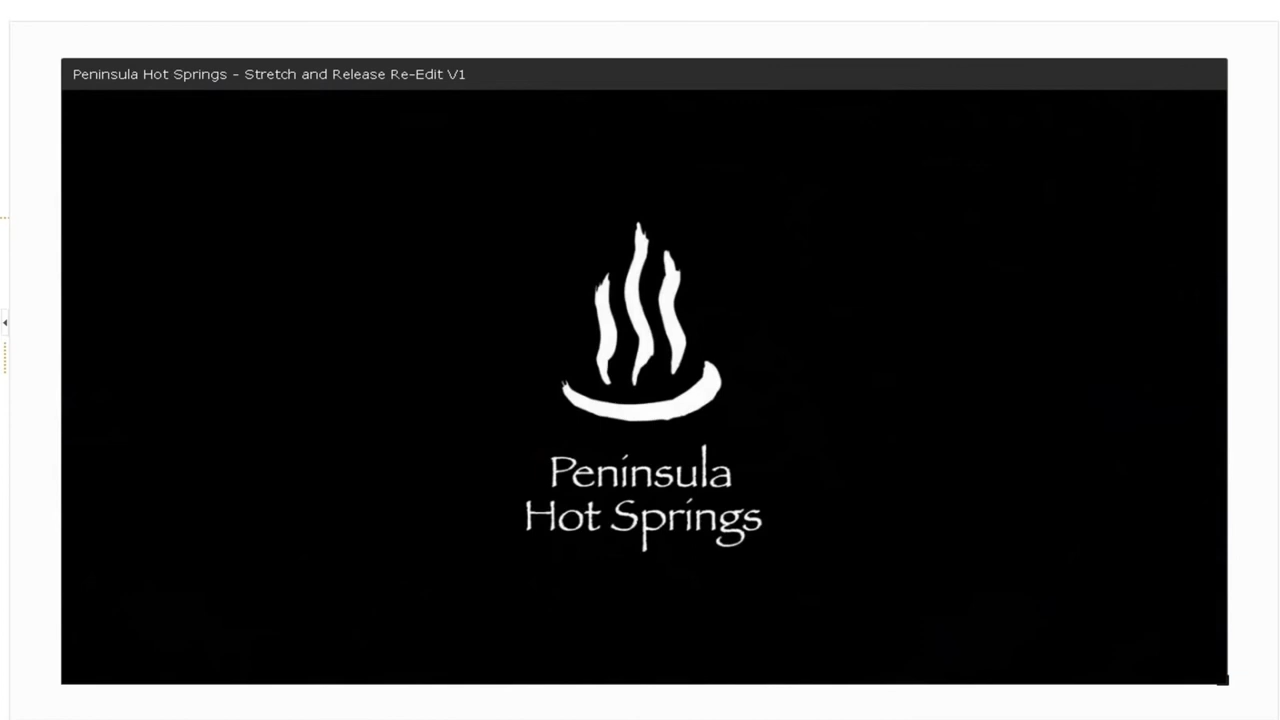 Peninsula Hot Springs - Stretch and Release Re-Edit V1
Peninsula
Hot Springs